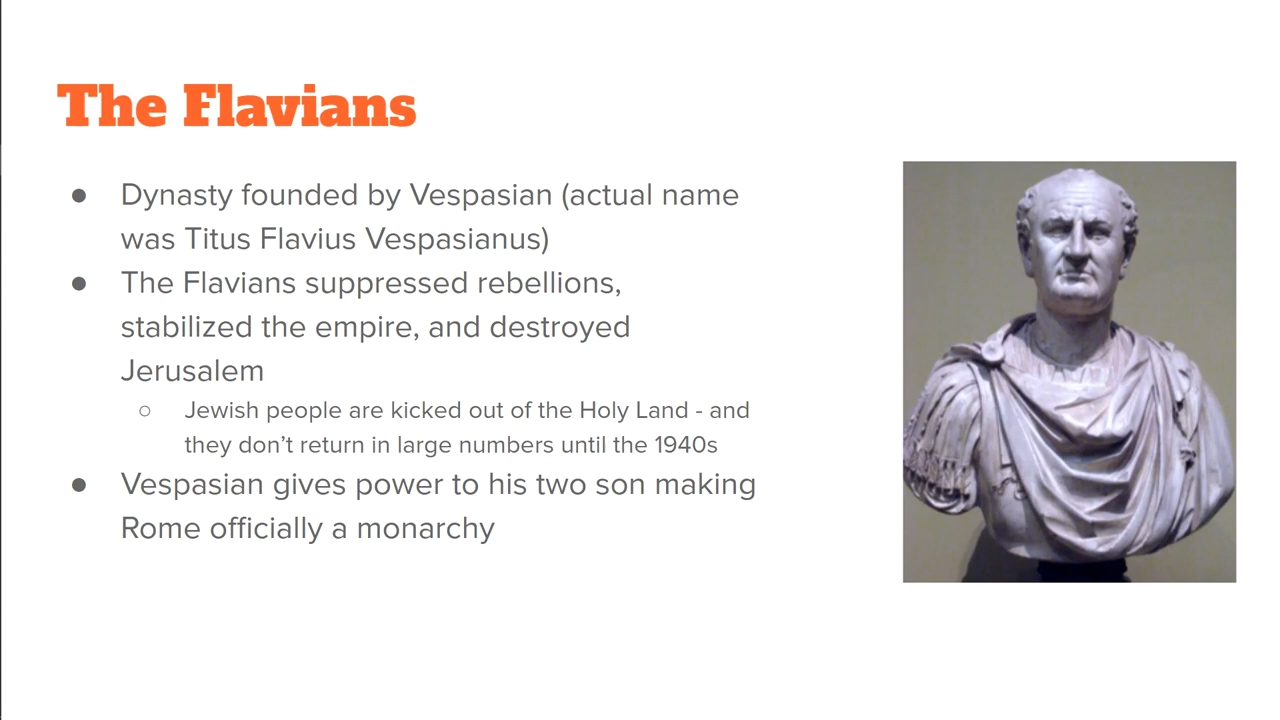 The Flavians
● Dynasty founded by Vespasian (actual name
was Titus Flavius Vespasianus)
● The Flavians suppressed rebellions,
stabilized the empire, and destroyed
Jerusalem
○ Jewish people are kicked out of the Holy Land - and
they don’t return in large numbers until the 1940s
● Vespasian gives power to his two son making
Rome officially a monarchy